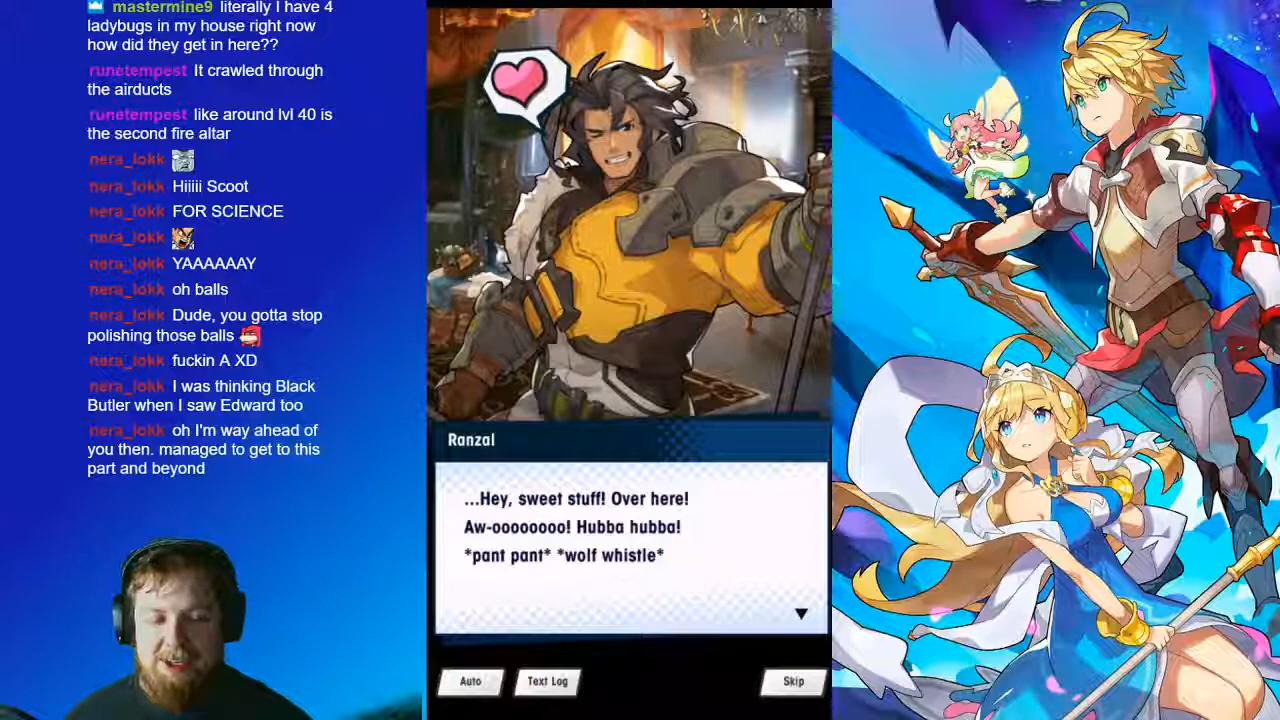 mastermine9 literally I have 4
ladybugs in my house right now
how did they get in here??
runetempest It crawled through
the airducts
runetempest like around lvl 40 is
the second fire altar
nera_lokk
nera_lokk Hiiiii Scoot
nera_lokk FOR SCIENCE
nera_lokk
nera_lokk YAAAAAAY
nera_lokk oh balls
nera_lokk Dude, you gotta stop
polishing those balls
nera_lokk fuckin A XD
nera_lokk I was thinking Black
Butler when I saw Edward too
nera_lokk oh I'm way ahead of
you then. managed to get to this
part and beyond
Ranzal
...Hey, sweet stuff! Over here!
Aw-oooooooo! Hubba hubba!
*pant pant* *wolf whistle*
Auto
Text Log
Skip